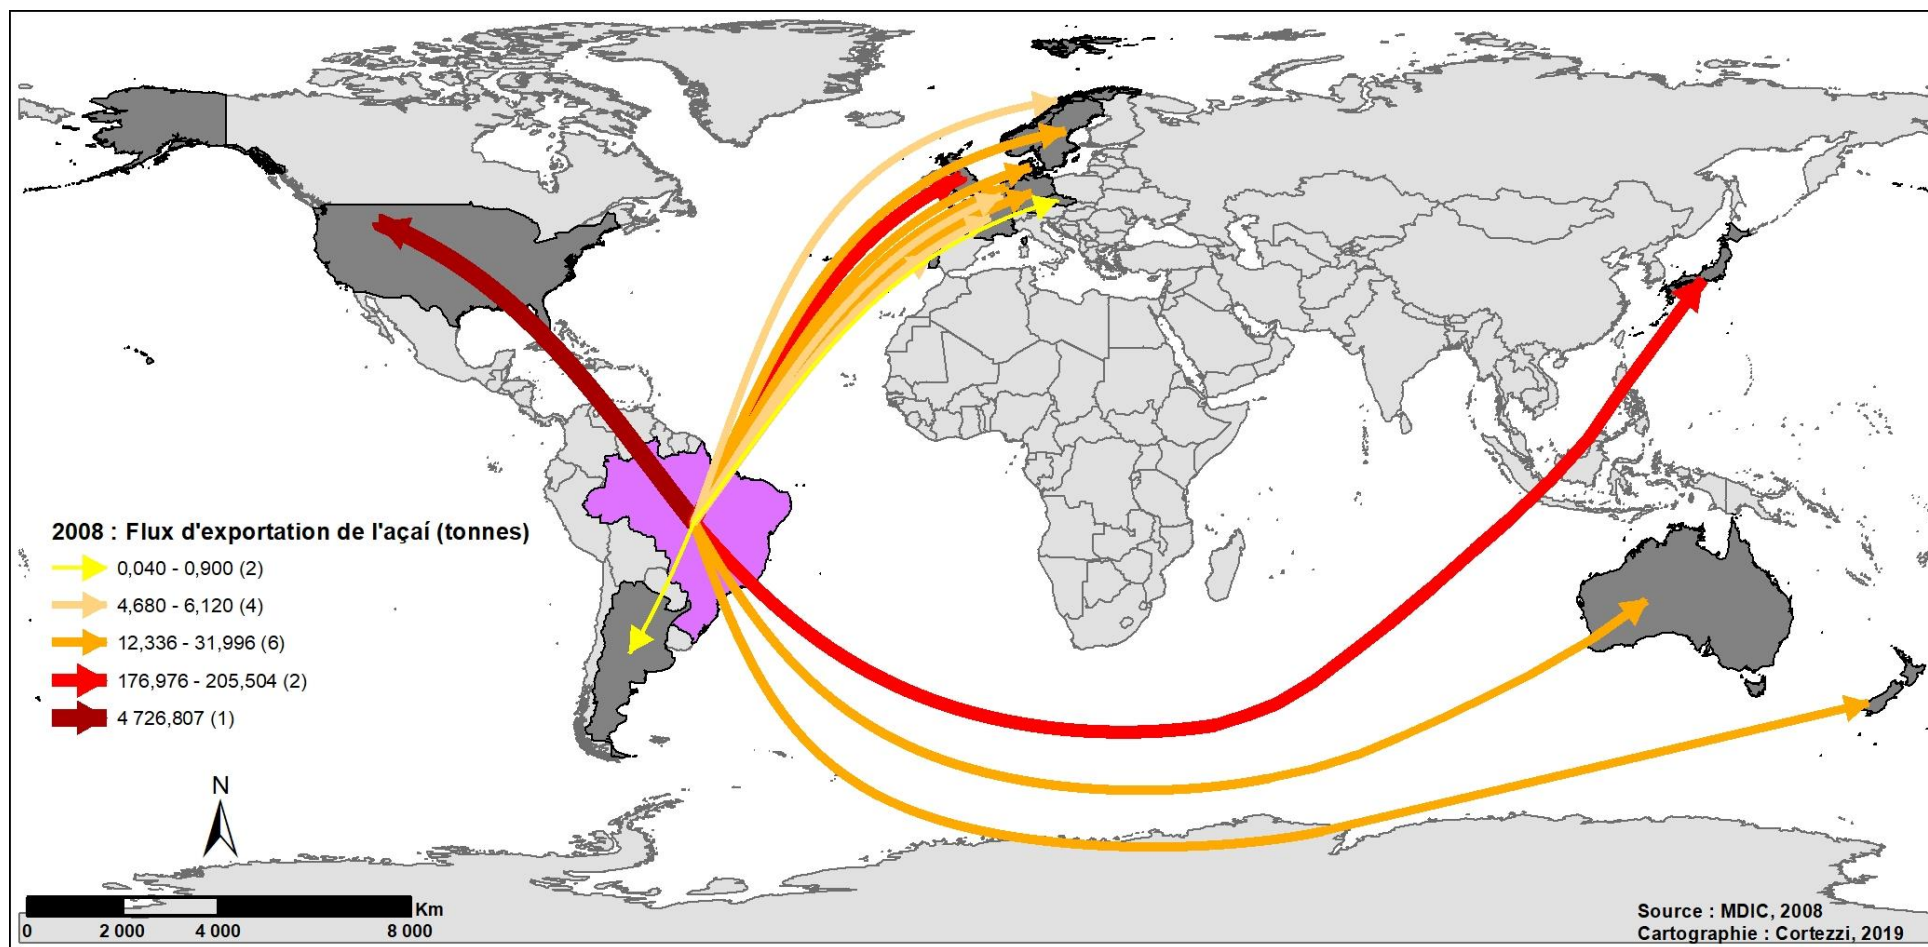 2008 : Flux d'exportation de l'açaí (tonnes)
0,040 - 0,900 (2)
4,680 - 6,120 (4)
12,336 - 31,996 (6)
176,976 - 205,504 (2)
4 726,807 (1)
N
Km
0 2 000 4 000 8 000
Source : MDIC, 2008
Cartographie : Cortezzi, 2019